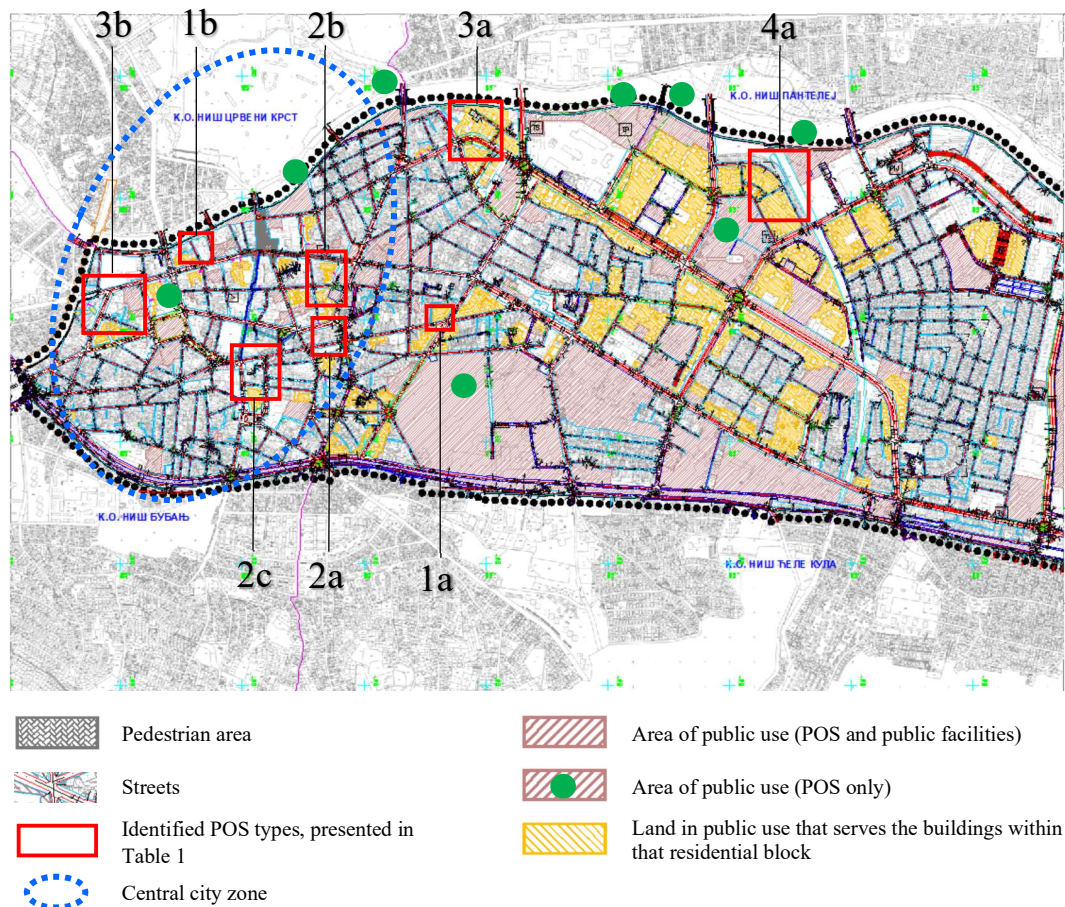 3b
1b
2b
3a
4a
К.О. НИШ ПАНТЕЛЕЈ
К.О. НИШ ЦРВЕНИ КРСТ
К.О. НИШ БУБАЊ
2c
2a
1a
К.О. НИШ ЋЕЛЕ КУЛА
Pedestrian area
Area of public use (POS and public facilities)
Streets
Area of public use (POS only)
Identified POS types, presented in
Table 1
Land in public use that serves the buildings within
that residential block
Central city zone